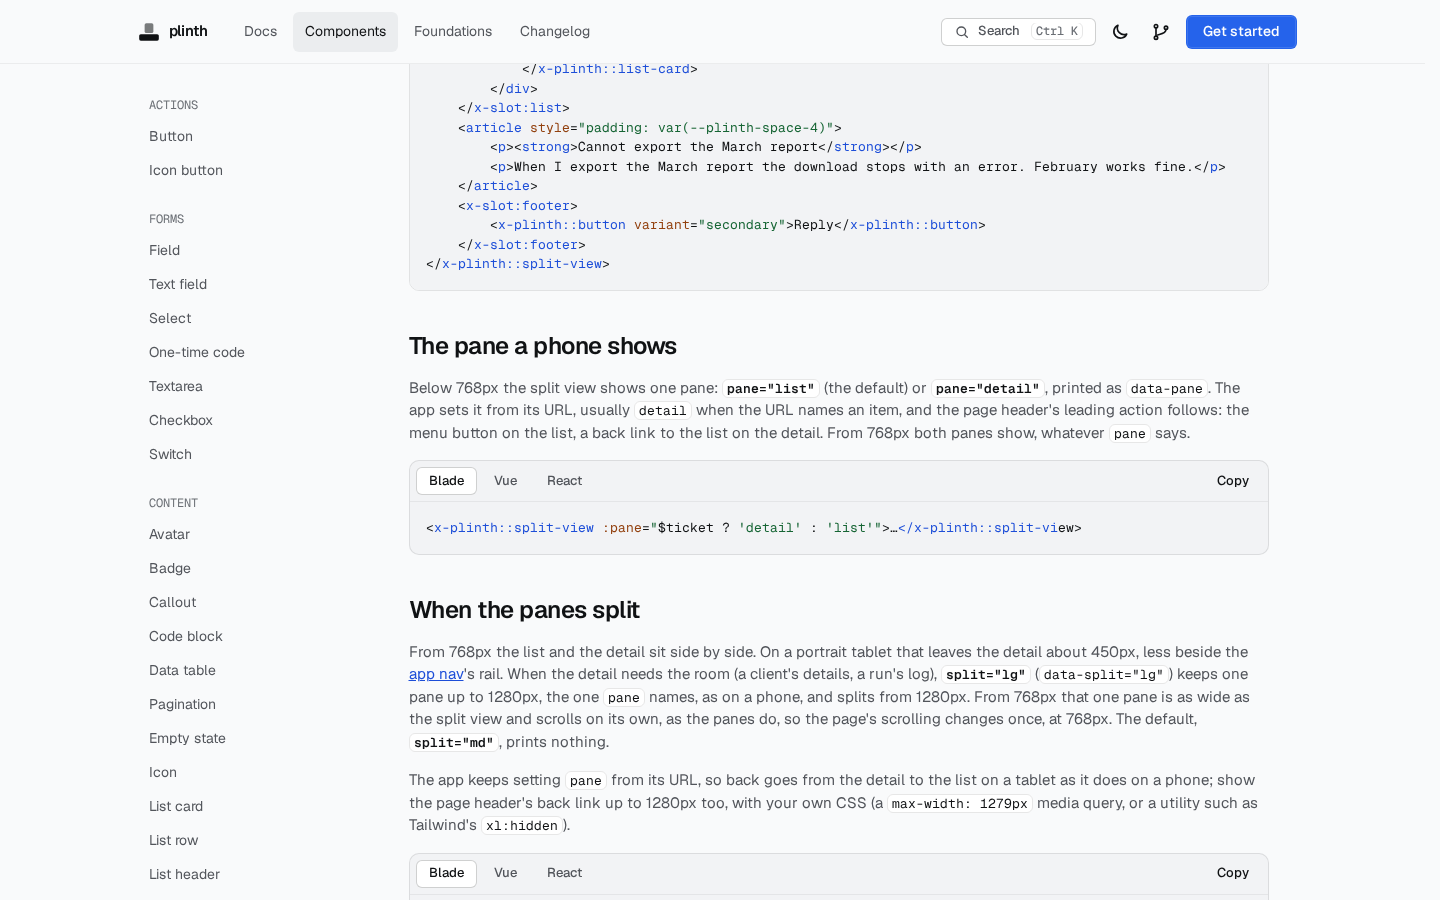 plinth
Docs
Components
Foundations
Changelog
Search
Ctrl K
Get started
ACTIONS
Button
Icon button
FORMS
Field
Text field
Select
One-time code
Textarea
Checkbox
Switch
CONTENT
Avatar
Badge
Callout
Code block
Data table
Pagination
Empty state
Icon
List card
List row
List header
</x-plinth::list-card>
</div>
</x-slot:list>
<article style="padding: var(--plinth-space-4)">
<p><strong>Cannot export the March report</strong></p>
<p>When I export the March report the download stops with an error. February works fine.</p>
</article>
<x-slot:footer>
<x-plinth::button variant="secondary">Reply</x-plinth::button>
</x-slot:footer>
</x-plinth::split-view>
The pane a phone shows
Below 768px the split view shows one pane: pane="list" (the default) or pane="detail", printed as data-pane. The
app sets it from its URL, usually detail when the URL names an item, and the page header's leading action follows: the
menu button on the list, a back link to the list on the detail. From 768px both panes show, whatever pane says.
Blade
Vue
React
Copy
<x-plinth::split-view :pane="$ticket ? 'detail' : 'list'">…</x-plinth::split-view>
When the panes split
From 768px the list and the detail sit side by side. On a portrait tablet that leaves the detail about 450px, less beside the
app nav's rail. When the detail needs the room (a client's details, a run's log), split="lg" (data-split="lg") keeps one
pane up to 1280px, the one pane names, as on a phone, and splits from 1280px. From 768px that one pane is as wide as
the split view and scrolls on its own, as the panes do, so the page's scrolling changes once, at 768px. The default,
split="md", prints nothing.
The app keeps setting pane from its URL, so back goes from the detail to the list on a tablet as it does on a phone; show
the page header's back link up to 1280px too, with your own CSS (a max-width: 1279px media query, or a utility such as
Tailwind's xl:hidden).
Blade
Vue
React
Copy